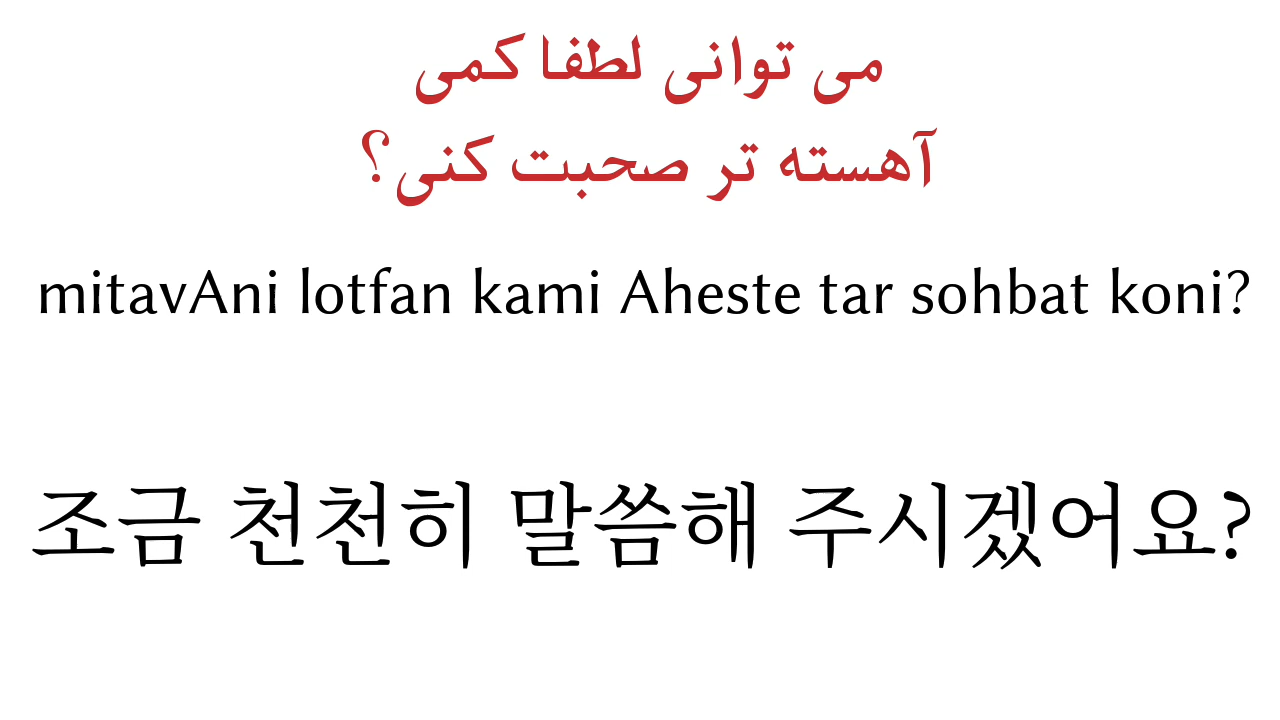 می توانی لطفا کمی
آهسته تر صحبت کنی؟
mitavAni lotfan kami Aheste tar sohbat koni?
조금 천천히 말씀해 주시겠어요?